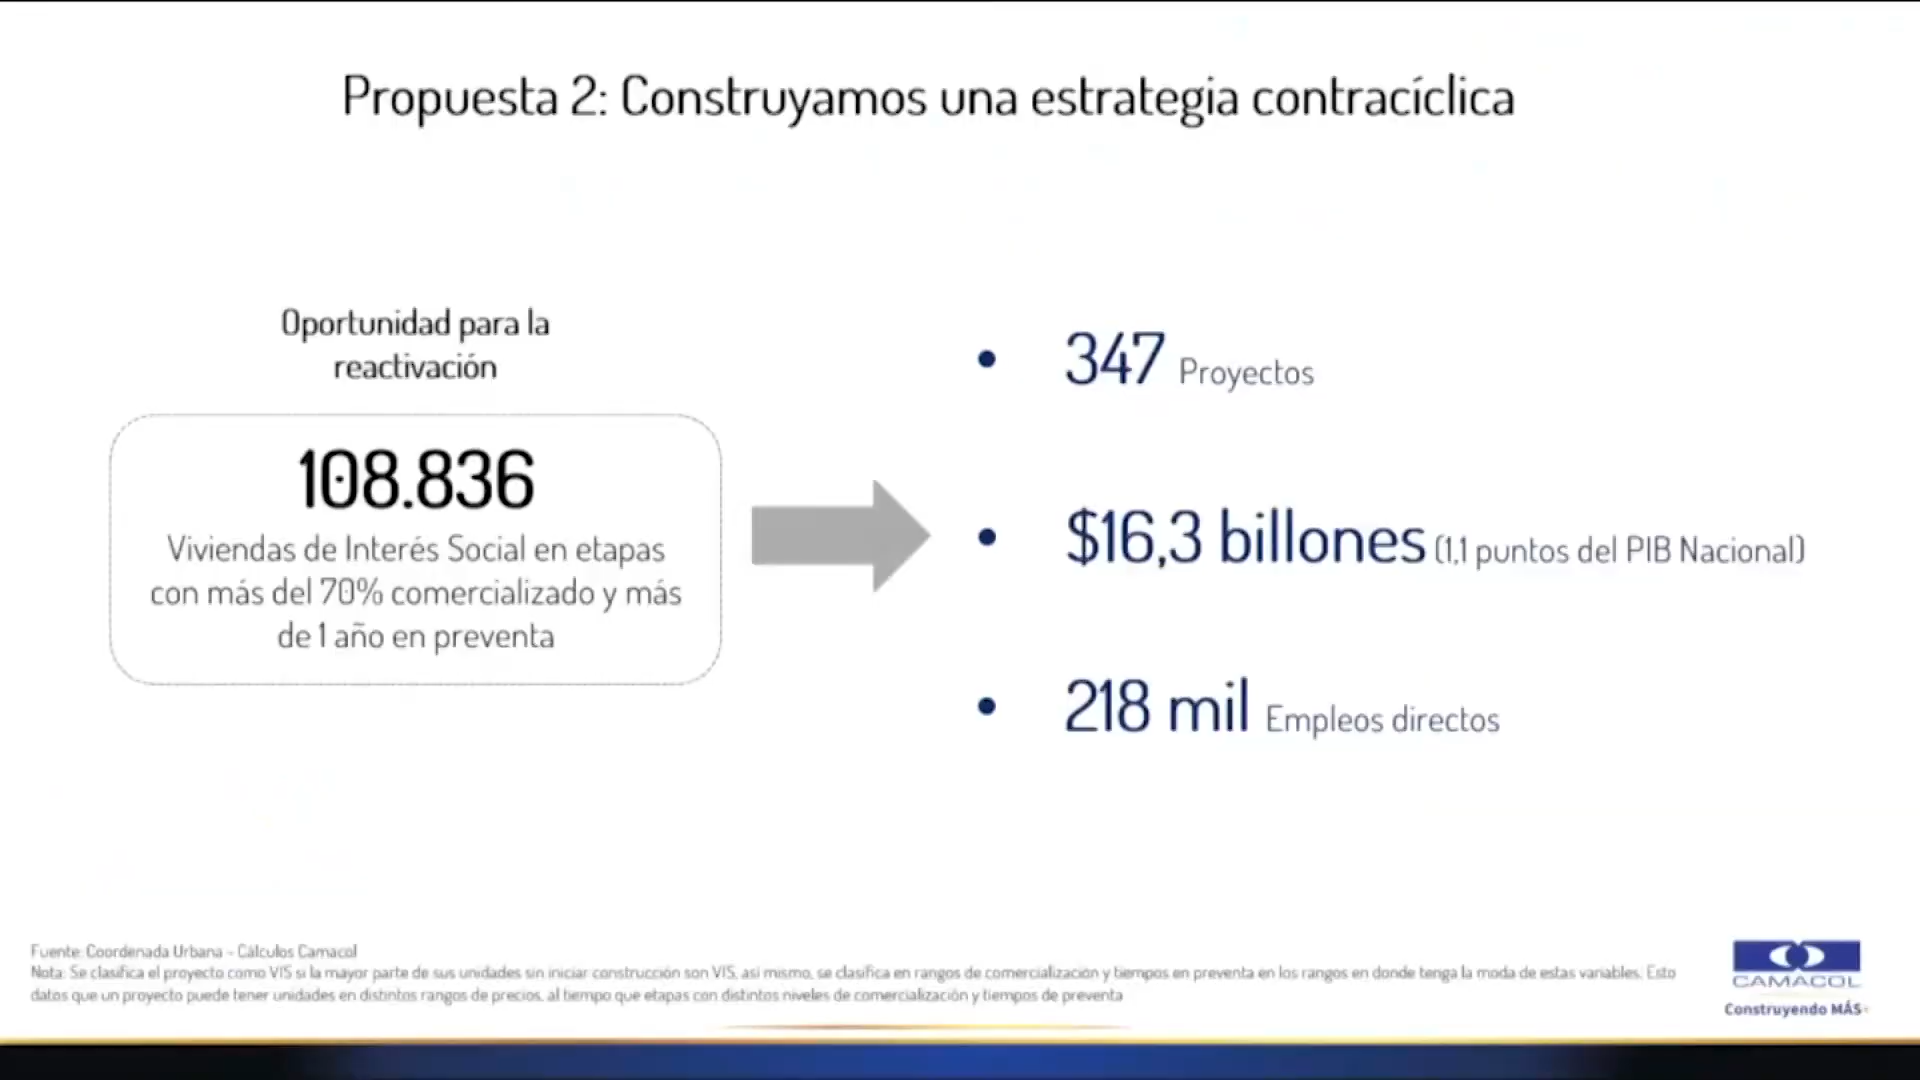 Propuesta 2: Construyamos una estrategia contracíclica
Oportunidad para la
reactivación
108.836
Viviendas de Interés Social en etapas
con más del 70% comercializado y más
de 1 año en preventa
• 347 Proyectos
• $16,3 billones (1,1 puntos del PIB Nacional)
• 218 mil Empleos directos
Fuente: Coordenada Urbana - Cálculos Camacol
Nota: Se clasifica el proyecto como VIS si la mayor parte de sus unidades sin iniciar construcción son VIS, así mismo, se clasifica en rangos de comercialización y tiempos en preventa en los rangos en donde tenga la moda de estas variables. Esto
datos que un proyecto puede tener unidades en distintos rangos de precios, al tiempo que etapas con distintos niveles de comercialización y tiempos de preventa
CAMACOL
Construyendo MÁS